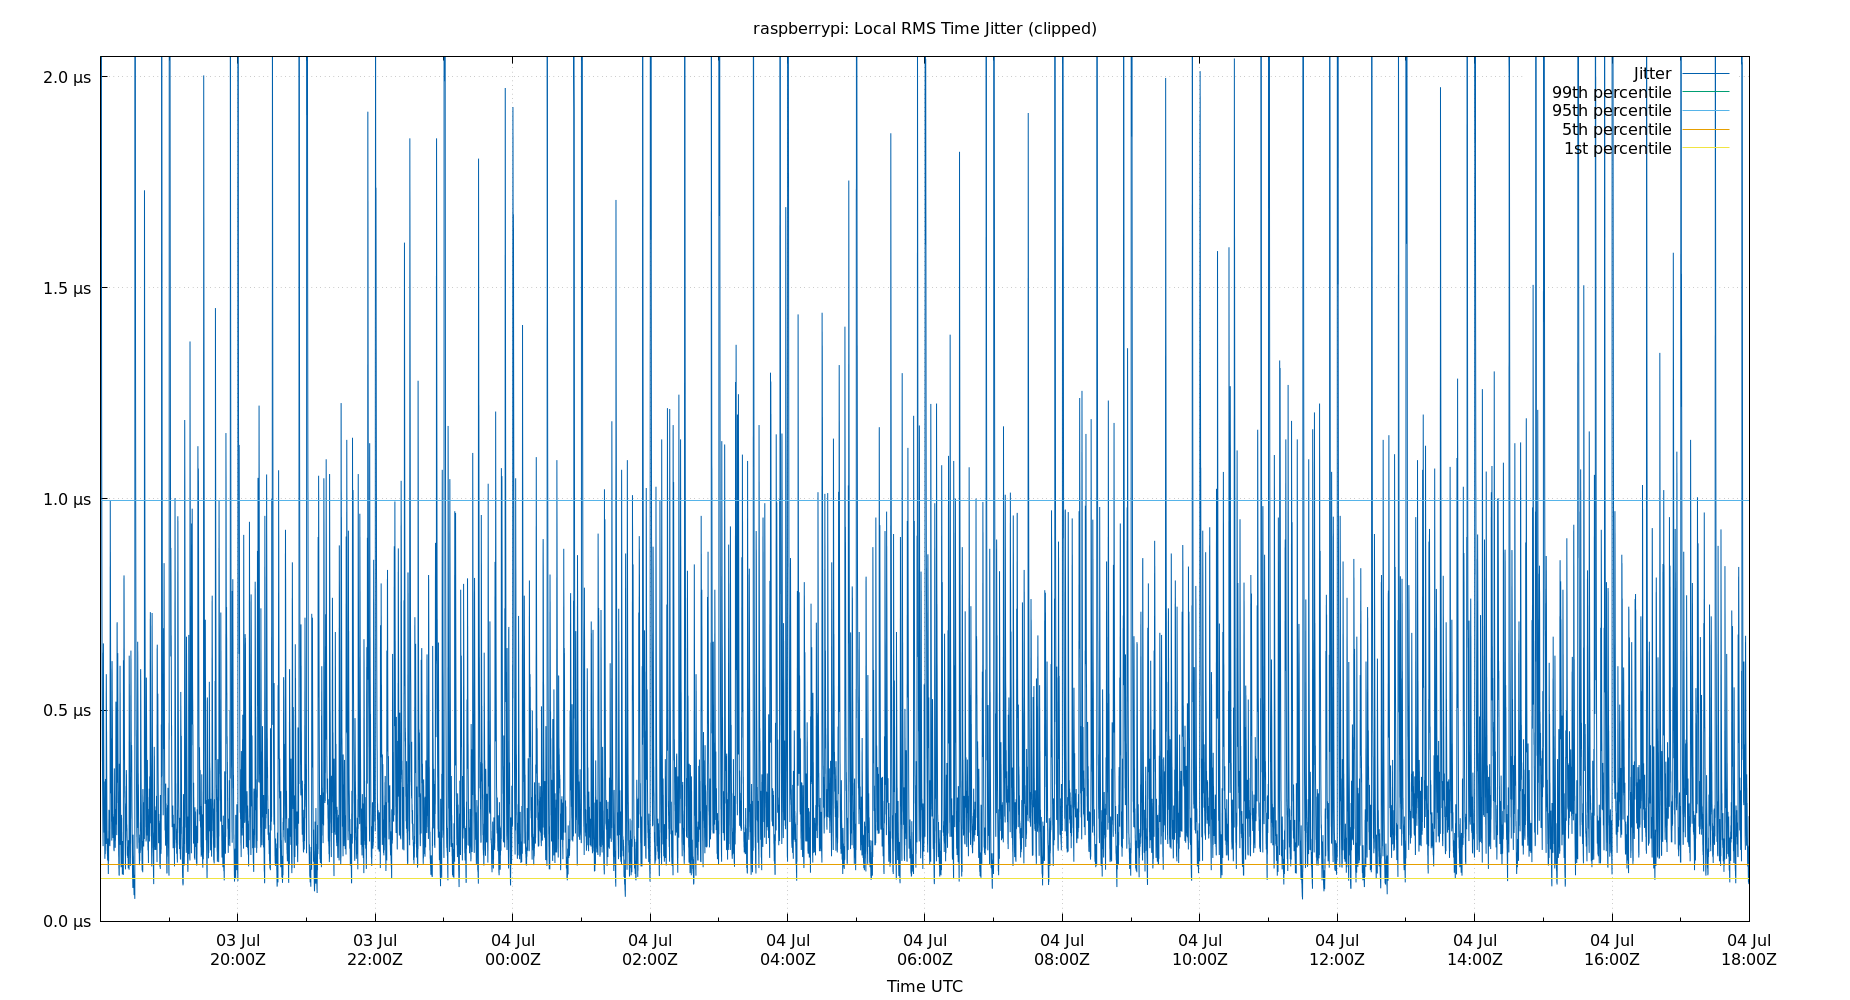 raspberrypi: Local RMS Time Jitter (clipped)
2.0 µs
1.5 µs
1.0 µs
0.5 µs
0.0 µs
Jitter
99th percentile
95th percentile
5th percentile
1st percentile
03 Jul 03 Jul 04 Jul 04 Jul 04 Jul 04 Jul 04 Jul 04 Jul 04 Jul 04 Jul 04 Jul 04 Jul
20:00Z 22:00Z 00:00Z 02:00Z 04:00Z 06:00Z 08:00Z 10:00Z 12:00Z 14:00Z 16:00Z 18:00Z
Time UTC